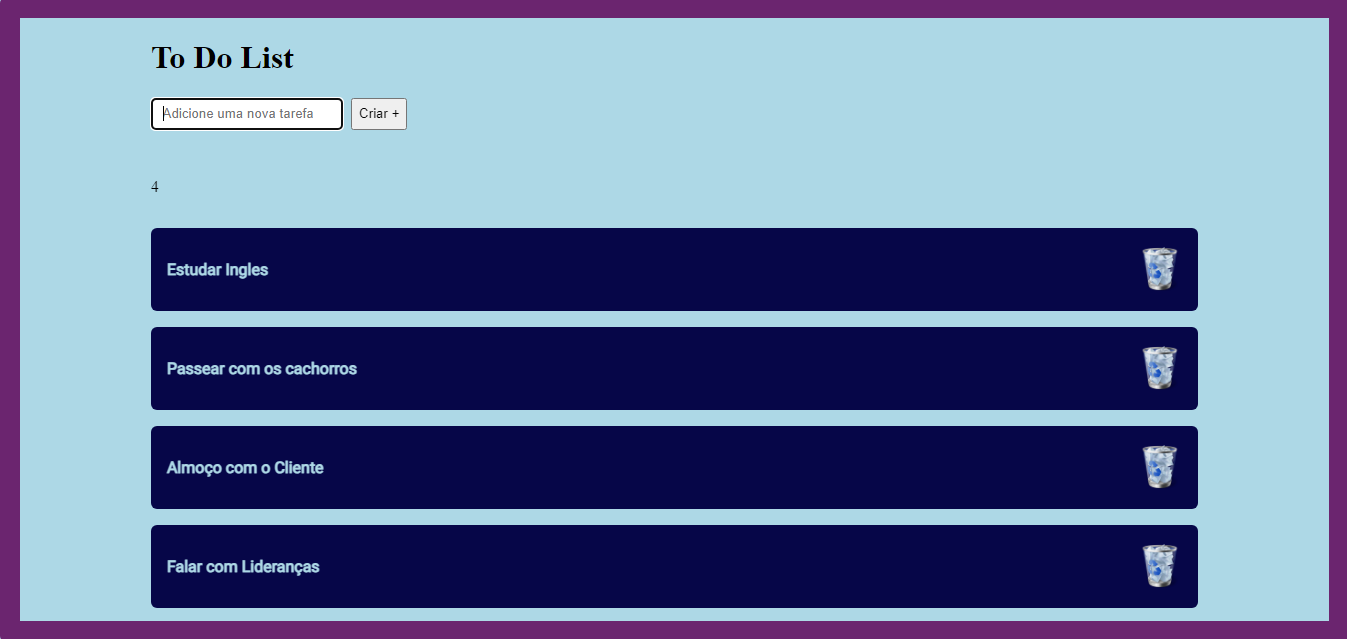 To Do List
Adicione uma nova tarefa
Criar +
4
Estudar Ingles
Passear com os cachorros
Almoço com o Cliente
Falar com Lideranças